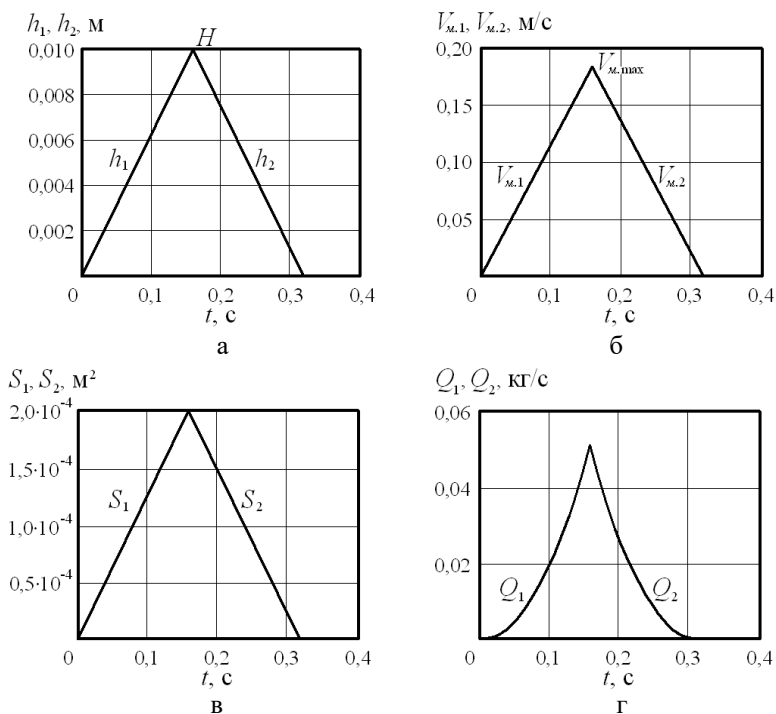 h₁, h₂, м
0,010
0,008
0,006
0,004
0,002
H
h₁
h₂
0
0,1
0,2
0,3
0,4
t, с
а
Vм.1, Vм.2, м/с
0,20
0,15
0,10
0,05
Vм.max
Vм.1
Vм.2
0
0,1
0,2
0,3
0,4
t, с
б
S₁, S₂, м²
2,0·10⁻⁴
1,5·10⁻⁴
1,0·10⁻⁴
0,5·10⁻⁴
S₁
S₂
0
0,1
0,2
0,3
0,4
t, с
в
Q₁, Q₂, кг/с
0,06
0,04
0,02
Q₁
Q₂
0
0,1
0,2
0,3
0,4
t, с
г